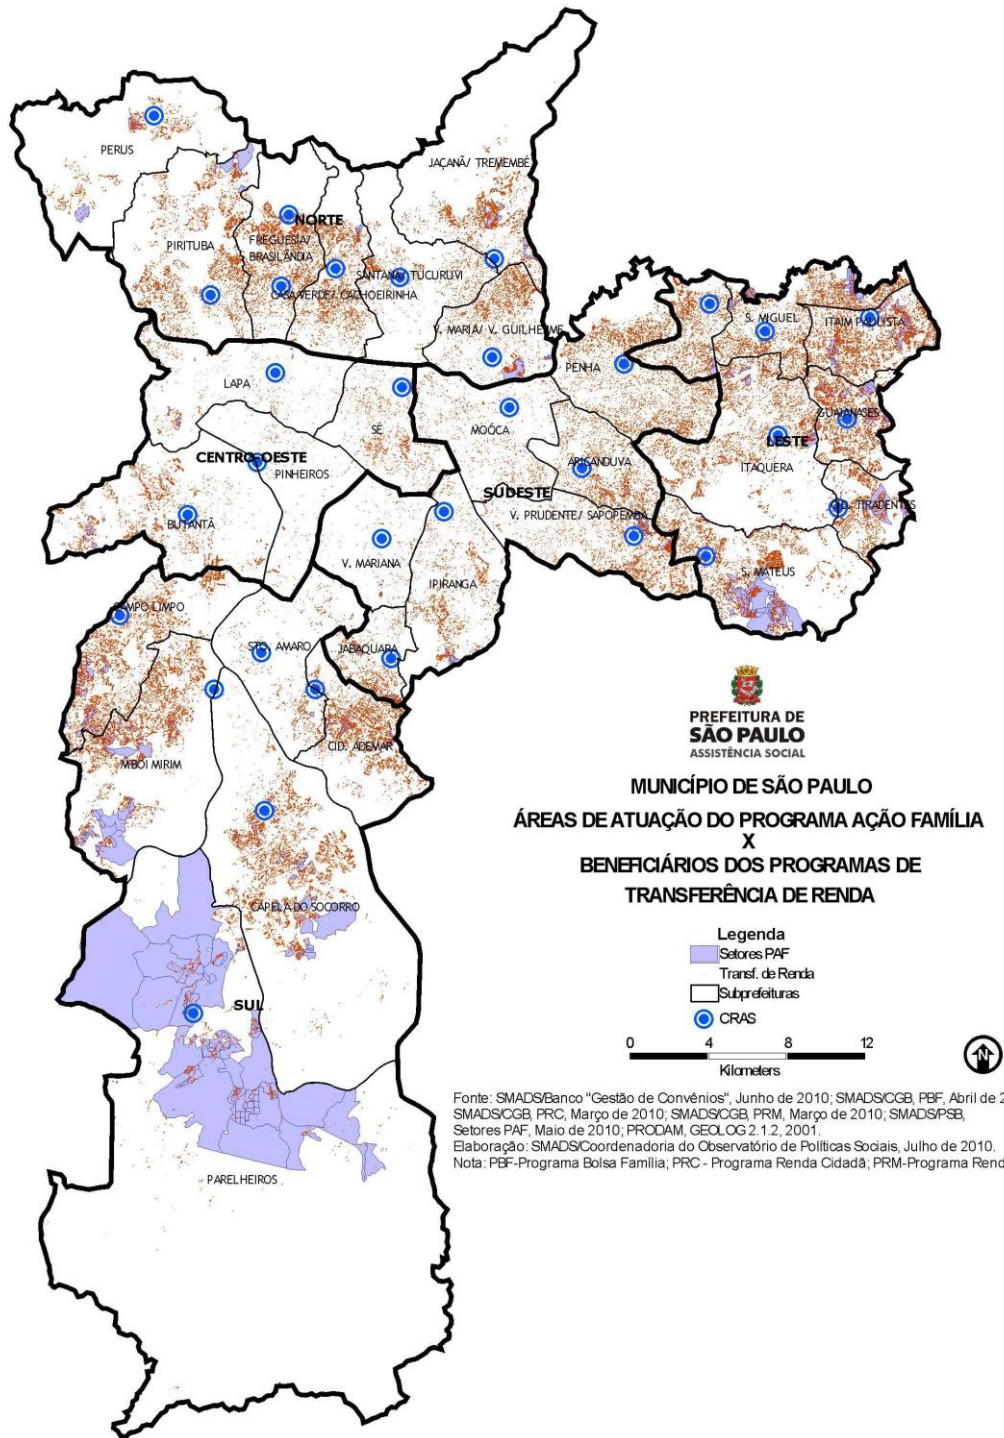 PERUS
JAÇANÃ/ TREMEMBÉ
NORTE
PIRITUBA
FREGUESIA/
BRASILÂNDIA
SANTANA/ TUCURUVI
CASA VERDE/ CACHOEIRINHA
V. MARIA/ V. GUILHERME
S. MIGUEL
ITAIM PAULISTA
PENHA
LAPA
GUAIANASES
SÉ
MOÓCA
LESTE
CENTRO-OESTE
PINHEIROS
ARICANDUVA
ITAQUERA
SUDESTE
CID. TIRADENTES
BUTANTÃ
V. PRUDENTE/ SAPOPEMBA
V. MARIANA
IPIRANGA
S. MATEUS
CAMPO LIMPO
STO. AMARO
JABAQUARA
CID. ADEMAR
M'BOI MIRIM
CAPELA DO SOCORRO
SUL
PARELHEIROS
PREFEITURA DE
SÃO PAULO
ASSISTÊNCIA SOCIAL
MUNICÍPIO DE SÃO PAULO
ÁREAS DE ATUAÇÃO DO PROGRAMA AÇÃO FAMÍLIA
X
BENEFICIÁRIOS DOS PROGRAMAS DE
TRANSFERÊNCIA DE RENDA
Legenda
Setores PAF
Transf. de Renda
Subprefeituras
CRAS
0 4 8 12
Kilometers
N
Fonte: SMADS/Banco "Gestão de Convênios", Junho de 2010; SMADS/CGB, PBF, Abril de 2
SMADS/CGB, PRC, Março de 2010; SMADS/CGB, PRM, Março de 2010; SMADS/PSB,
Setores PAF, Maio de 2010; PRODAM, GEOLOG 2.1.2, 2001.
Elaboração: SMADS/Coordenadoria do Observatório de Políticas Sociais, Julho de 2010.
Nota: PBF-Programa Bolsa Família; PRC - Programa Renda Cidadã; PRM-Programa Rend